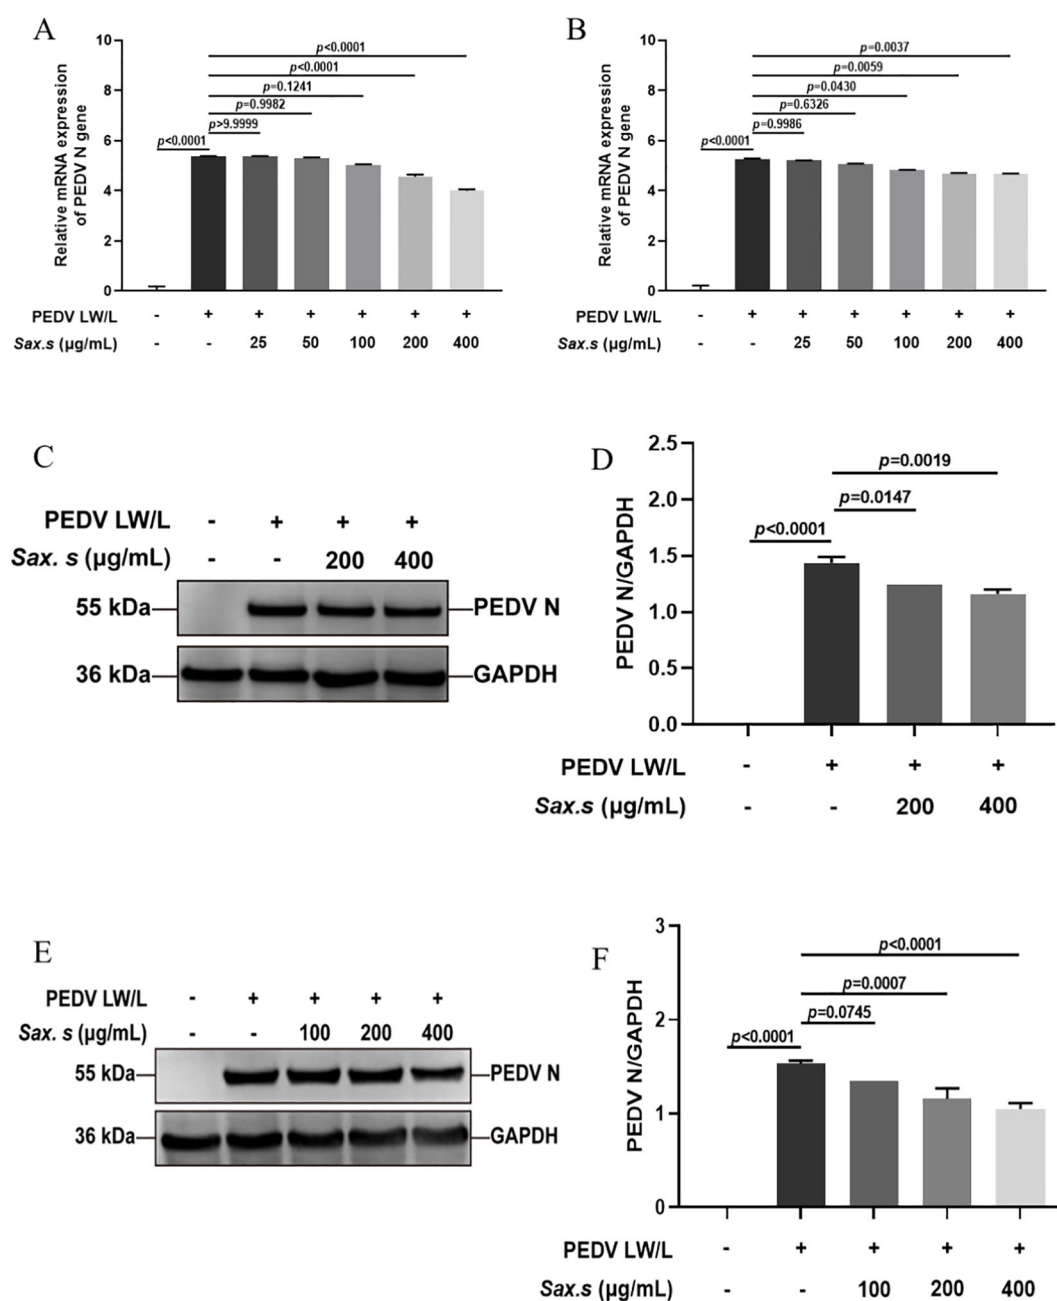 A
Relative mRNA expression
of PEDV N gene
10
8
6
4
2
0
p<0.0001
p<0.0001
p=0.1241
p=0.9982
p>9.9999
p<0.0001
PEDV LW/L - + + + + + +
Sax.s (μg/mL) - - 25 50 100 200 400
B
Relative mRNA expression
of PEDV N gene
10
8
6
4
2
0
p=0.0037
p=0.0059
p=0.0430
p=0.6326
p=0.9986
p<0.0001
PEDV LW/L - + + + + + +
Sax.s (μg/mL) - - 25 50 100 200 400
C
PEDV LW/L - + + +
Sax. s (μg/mL) - - 200 400
55 kDa PEDV N
36 kDa GAPDH
D
PEDV N/GAPDH
2.5
2.0
1.5
1.0
0.5
0.0
p=0.0019
p=0.0147
p<0.0001
PEDV LW/L - + + +
Sax.s (μg/mL) - - 200 400
E
PEDV LW/L - + + + +
Sax. s (μg/mL) - - 100 200 400
55 kDa PEDV N
36 kDa GAPDH
F
PEDV N/GAPDH
3
2
1
0
p<0.0001
p=0.0007
p=0.0745
p<0.0001
PEDV LW/L - + + + +
Sax.s (μg/mL) - - 100 200 400